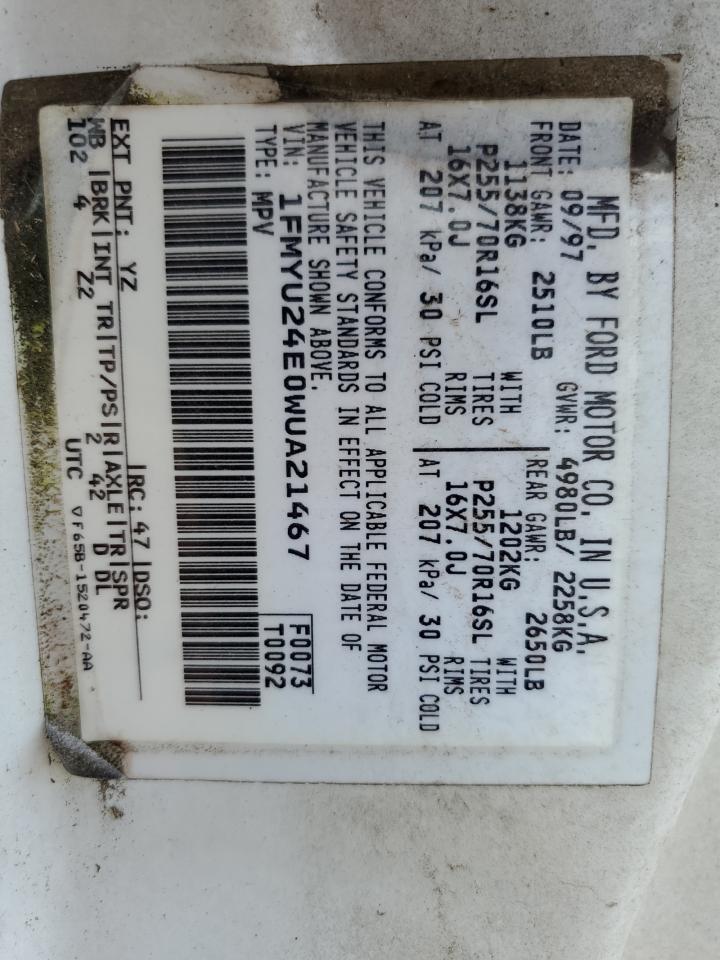 MFD. BY FORD MOTOR CO. IN U.S.A.
DATE: 09/97 GVWR: 4980LB/ 2258KG
FRONT GAWR: 2510LB REAR GAWR: 2650LB
1138KG WITH 1202KG WITH
P255/70R16SL TIRES P255/70R16SL TIRES
16X7.0J RIMS 16X7.0J RIMS
AT 207 kPa/ 30 PSI COLD AT 207 kPa/ 30 PSI COLD
THIS VEHICLE CONFORMS TO ALL APPLICABLE FEDERAL MOTOR
VEHICLE SAFETY STANDARDS IN EFFECT ON THE DATE OF
MANUFACTURE SHOWN ABOVE.
VIN: 1FMYU24E0WUA21467 F0073
TYPE: MPV T0092
EXT PNT: YZ RC: 47 DSO:
WB BRK INT TR TP/PS R AXLE TR SPR
102 4 Z2 2 42 D DL
UTC ▽F65B-1520472-AA